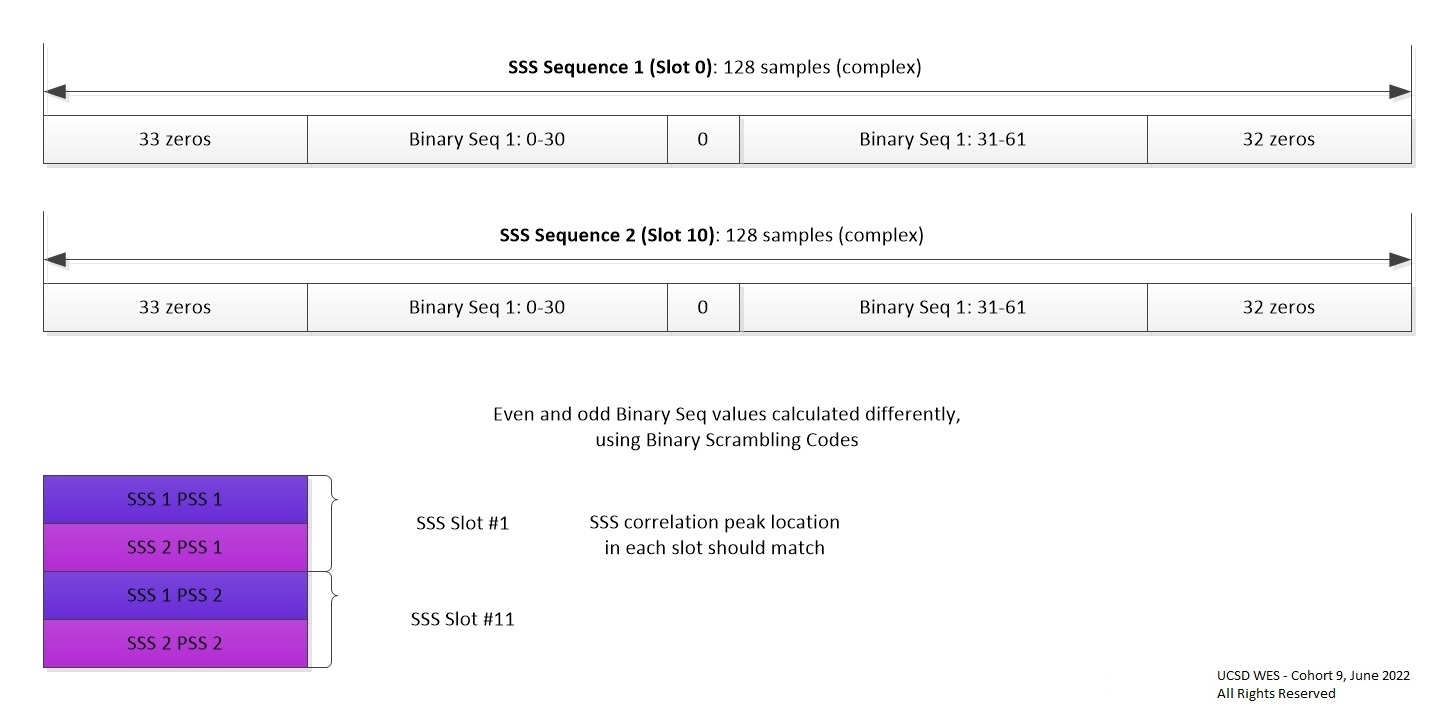 SSS Sequence 1 (Slot 0): 128 samples (complex)
33 zeros
Binary Seq 1: 0-30
0
Binary Seq 1: 31-61
32 zeros
SSS Sequence 2 (Slot 10): 128 samples (complex)
33 zeros
Binary Seq 1: 0-30
0
Binary Seq 1: 31-61
32 zeros
Even and odd Binary Seq values calculated differently,
using Binary Scrambling Codes
SSS 1 PSS 1
SSS 2 PSS 1
SSS Slot #1
SSS correlation peak location
in each slot should match
SSS 1 PSS 2
SSS 2 PSS 2
SSS Slot #11
UCSD WES - Cohort 9, June 2022
All Rights Reserved